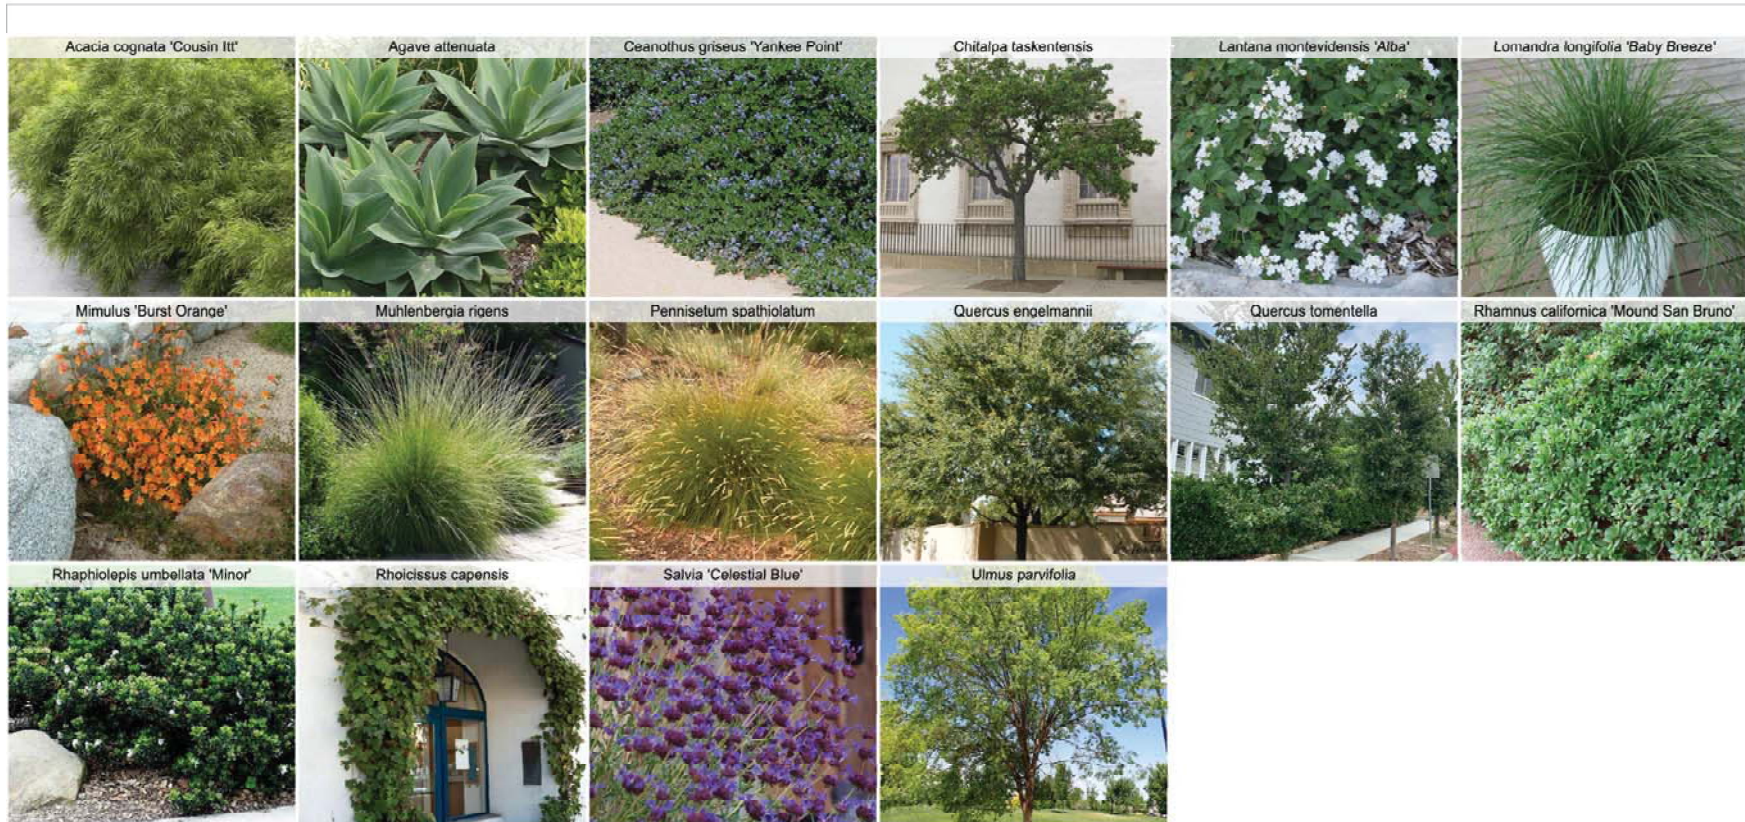 Acacia cognata 'Cousin Itt'
Agave attenuata
Ceanothus griseus 'Yankee Point'
Chitalpa taskentensis
Lantana montevidensis 'Alba'
Lomandra longifolia 'Baby Breeze'
Mimulus 'Burst Orange'
Muhlenbergia rigens
Pennisetum spathiolatum
Quercus engelmannii
Quercus tomentella
Rhamnus californica 'Mound San Bruno'
Rhaphiolepis umbellata 'Minor'
Rhoicissus capensis
Salvia 'Celestial Blue'
Ulmus parvifolia